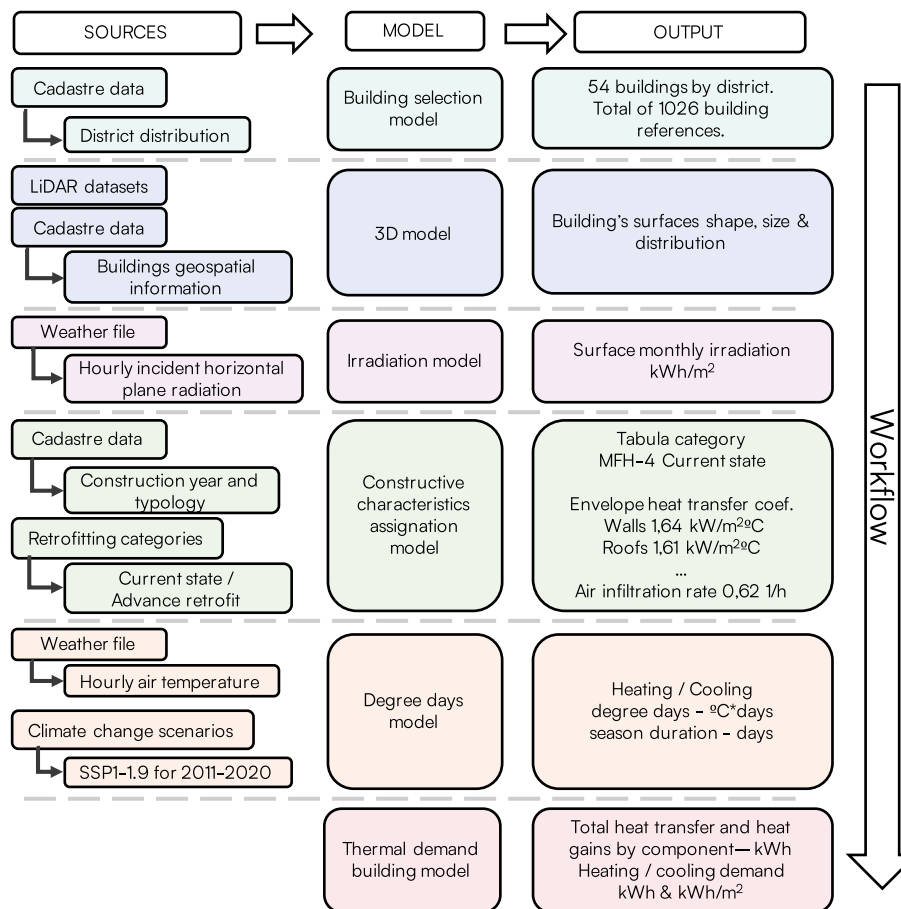 SOURCES
MODEL
OUTPUT
Cadastre data
District distribution
Building selection
model
54 buildings by district.
Total of 1026 building
references.
LiDAR datasets
Cadastre data
Buildings geospatial
information
3D model
Building's surfaces shape, size &
distribution
Weather file
Hourly incident horizontal
plane radiation
Irradiation model
Surface monthly irradiation
kWh/m²
Cadastre data
Construction year and
typology
Retrofitting categories
Current state /
Advance retrofit
Constructive
characteristics
assignation
model
Tabula category
MFH-4 Current state
Envelope heat transfer coef.
Walls 1,64 kW/m²ºC
Roofs 1,61 kW/m²ºC
...
Air infiltration rate 0,62 1/h
Weather file
Hourly air temperature
Climate change scenarios
SSP1-1.9 for 2011-2020
Degree days
model
Heating / Cooling
degree days - ºC*days
season duration - days
Thermal demand
building model
Total heat transfer and heat
gains by component— kWh
Heating / cooling demand
kWh & kWh/m²
Workflow